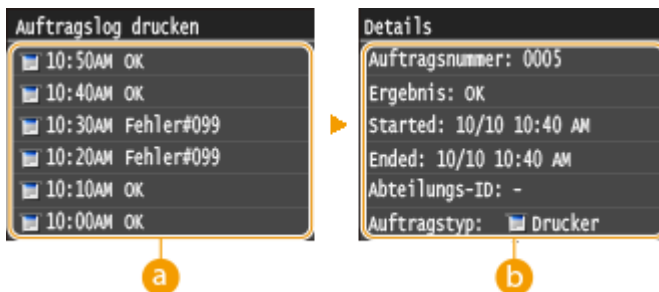 Auftragslog drucken
10:50AM OK
10:40AM OK
10:30AM Fehler#099
10:20AM Fehler#099
10:10AM OK
10:00AM OK
a
Details
Auftragsnummer: 0005
Ergebnis: OK
Started: 10/10 10:40 AM
Ended: 10/10 10:40 AM
Abteilungs-ID: -
Auftragstyp: Drucker
b